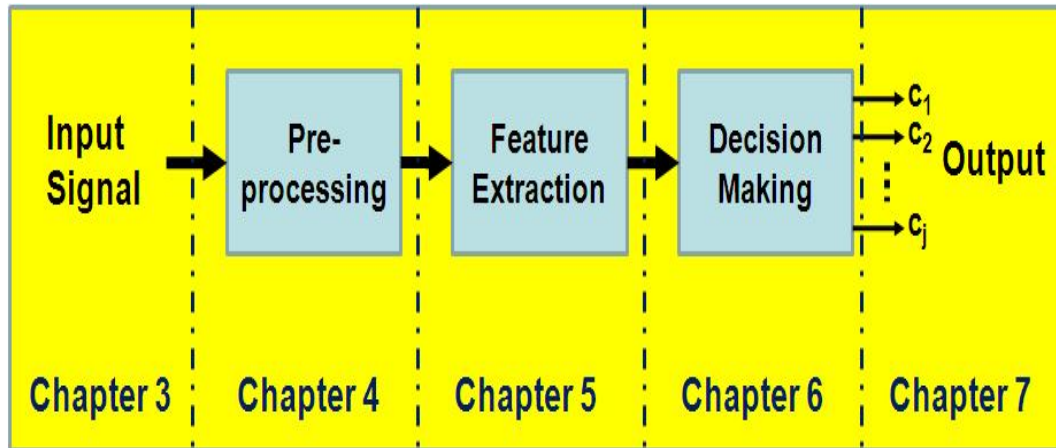 Input
Signal
Pre-
processing
Feature
Extraction
Decision
Making
c1
c2
cj
Output
Chapter 3
Chapter 4
Chapter 5
Chapter 6
Chapter 7